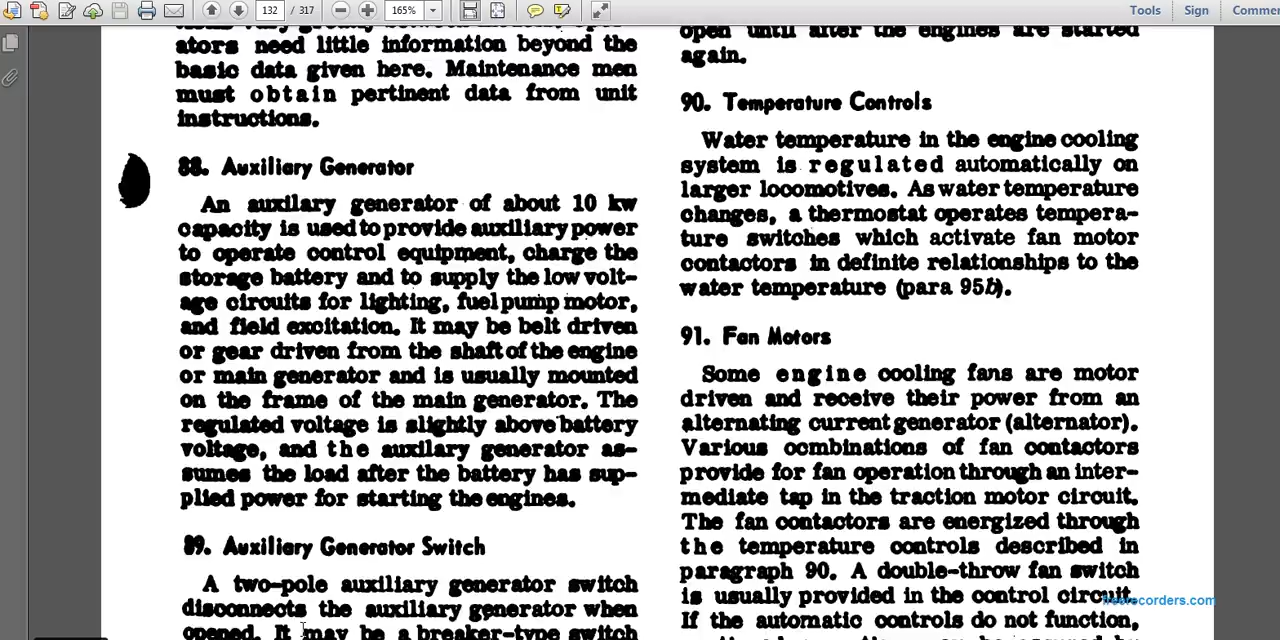 132 / 317
165%
Tools
Sign
Commer
ators need little information beyond the
basic data given here. Maintenance men
must obtain pertinent data from unit
instructions.
88. Auxiliary Generator
An auxilary generator of about 10 kw
capacity is used to provide auxiliary power
to operate control equipment, charge the
storage battery and to supply the low volt-
age circuits for lighting, fuel pump motor,
and field excitation. It may be belt driven
or gear driven from the shaft of the engine
or main generator and is usually mounted
on the frame of the main generator. The
regulated voltage is slightly above battery
voltage, and the auxilary generator as-
sumes the load after the battery has sup-
plied power for starting the engines.
89. Auxiliary Generator Switch
A two-pole auxiliary generator switch
disconnects the auxiliary generator when
opened. It may be a breaker-type switch
open until after the engines are started
again.
90. Temperature Controls
Water temperature in the engine cooling
system is regulated automatically on
larger locomotives. As water temperature
changes, a thermostat operates tempera-
ture switches which activate fan motor
contactors in definite relationships to the
water temperature (para 95b).
91. Fan Motors
Some engine cooling fans are motor
driven and receive their power from an
alternating current generator (alternator).
Various combinations of fan contactors
provide for fan operation through an inter-
mediate tap in the traction motor circuit.
The fan contactors are energized through
the temperature controls described in
paragraph 90. A double-throw fan switch
is usually provided in the control circuit.
If the automatic controls do not function,
freerecorders.com